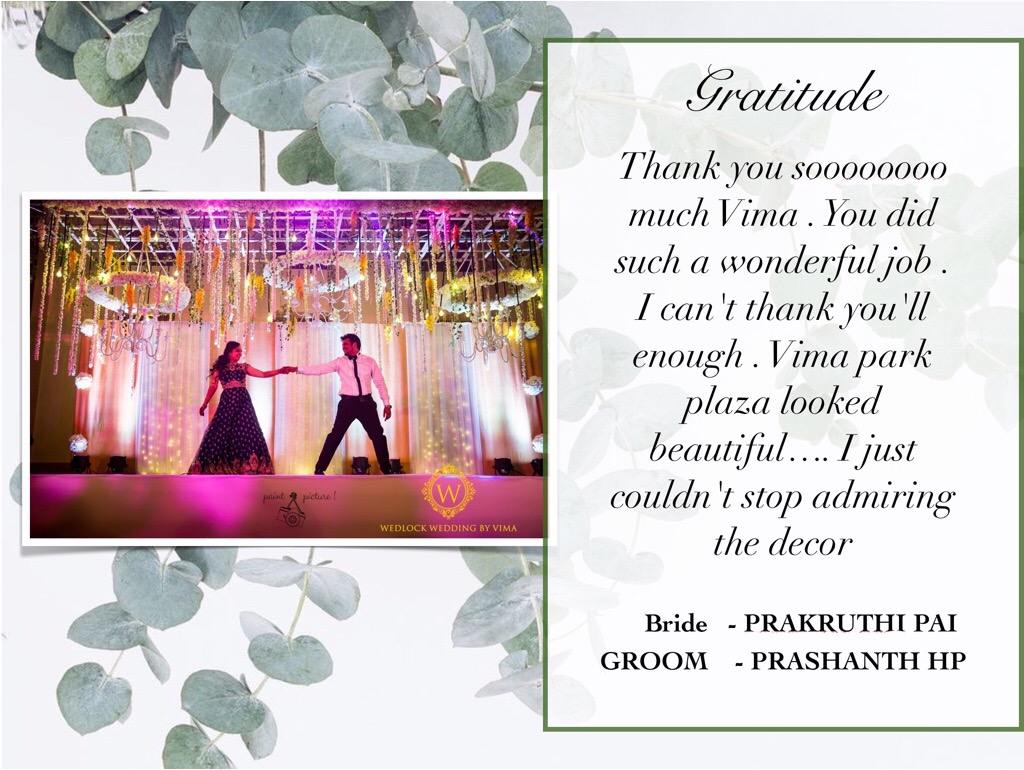 Gratitude
Thank you soooooooo
much Vima . You did
such a wonderful job .
I can't thank you'll
enough . Vima park
plaza looked
beautiful…. I just
couldn't stop admiring
the decor
Bride - PRAKRUTHI PAI
GROOM - PRASHANTH HP
paint picture!
W
WEDLOCK WEDDING BY VIMA